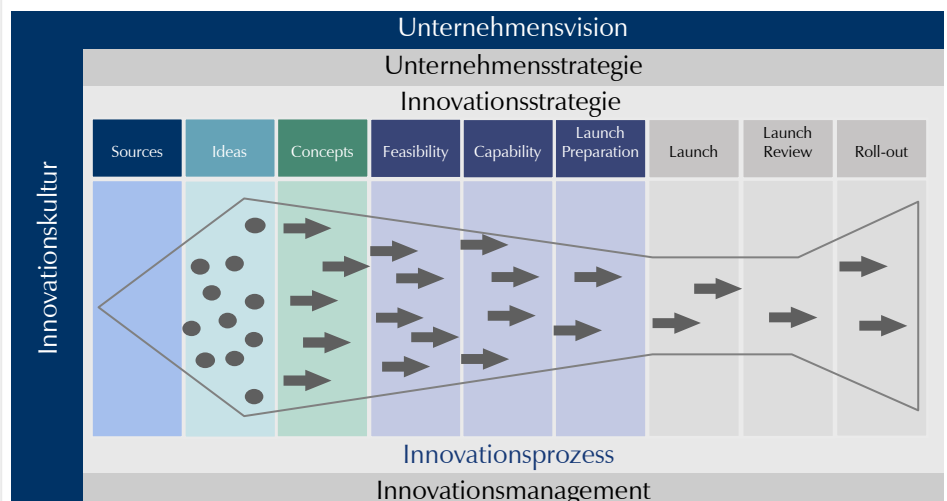 Unternehmensvision
Unternehmensstrategie
Innovationsstrategie
Innovationskultur
Sources
Ideas
Concepts
Feasibility
Capability
Launch
Preparation
Launch
Launch
Review
Roll-out
Innovationsprozess
Innovationsmanagement